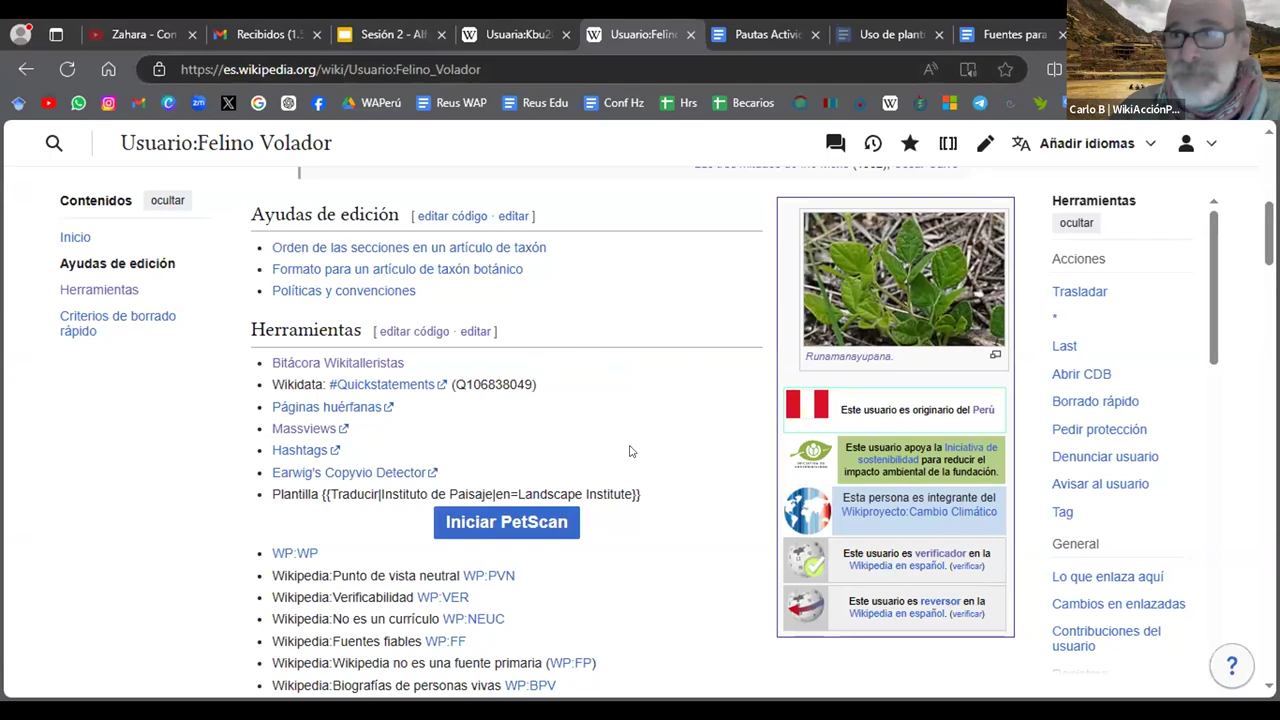 Zahara - Con
Recibidos (1.5
Sesión 2 - Alf
Usuaria:Kbu2
Usuario:Felino
Pautas Activi
Uso de planti
Fuentes para
https://es.wikipedia.org/wiki/Usuario:Felino_Volador
WAPerú
Reus WAP
Reus Edu
Conf Hz
Hrs
Becarios
Carlo B | WikiAcciónP...
Usuario:Felino Volador
Añadir idiomas
Contenidos
ocultar
Inicio
Ayudas de edición
Herramientas
Criterios de borrado
rápido
Ayudas de edición [ editar código · editar ]
Orden de las secciones en un artículo de taxón
Formato para un artículo de taxón botánico
Políticas y convenciones
Herramientas [ editar código · editar ]
Bitácora Wikitalleristas
Wikidata: #Quickstatements (Q106838049)
Páginas huérfanas
Massviews
Hashtags
Earwig's Copyvio Detector
Plantilla {{Traducir|Instituto de Paisaje|en=Landscape Institute}}
Iniciar PetScan
WP:WP
Wikipedia:Punto de vista neutral WP:PVN
Wikipedia:Verificabilidad WP:VER
Wikipedia:No es un currículo WP:NEUC
Wikipedia:Fuentes fiables WP:FF
Wikipedia:Wikipedia no es una fuente primaria (WP:FP)
Wikipedia:Biografías de personas vivas WP:BPV
Runamanayupana.
Este usuario es originario del Perú
Este usuario apoya la Iniciativa de
sostenibilidad para reducir el
impacto ambiental de la fundación.
Esta persona es integrante del
Wikiproyecto:Cambio Climático
Este usuario es verificador en la
Wikipedia en español. (verificar)
Este usuario es reversor en la
Wikipedia en español. (verificar)
Herramientas
ocultar
Acciones
Trasladar
*
Last
Abrir CDB
Borrado rápido
Pedir protección
Denunciar usuario
Avisar al usuario
Tag
General
Lo que enlaza aquí
Cambios en enlazadas
Contribuciones del
usuario
?